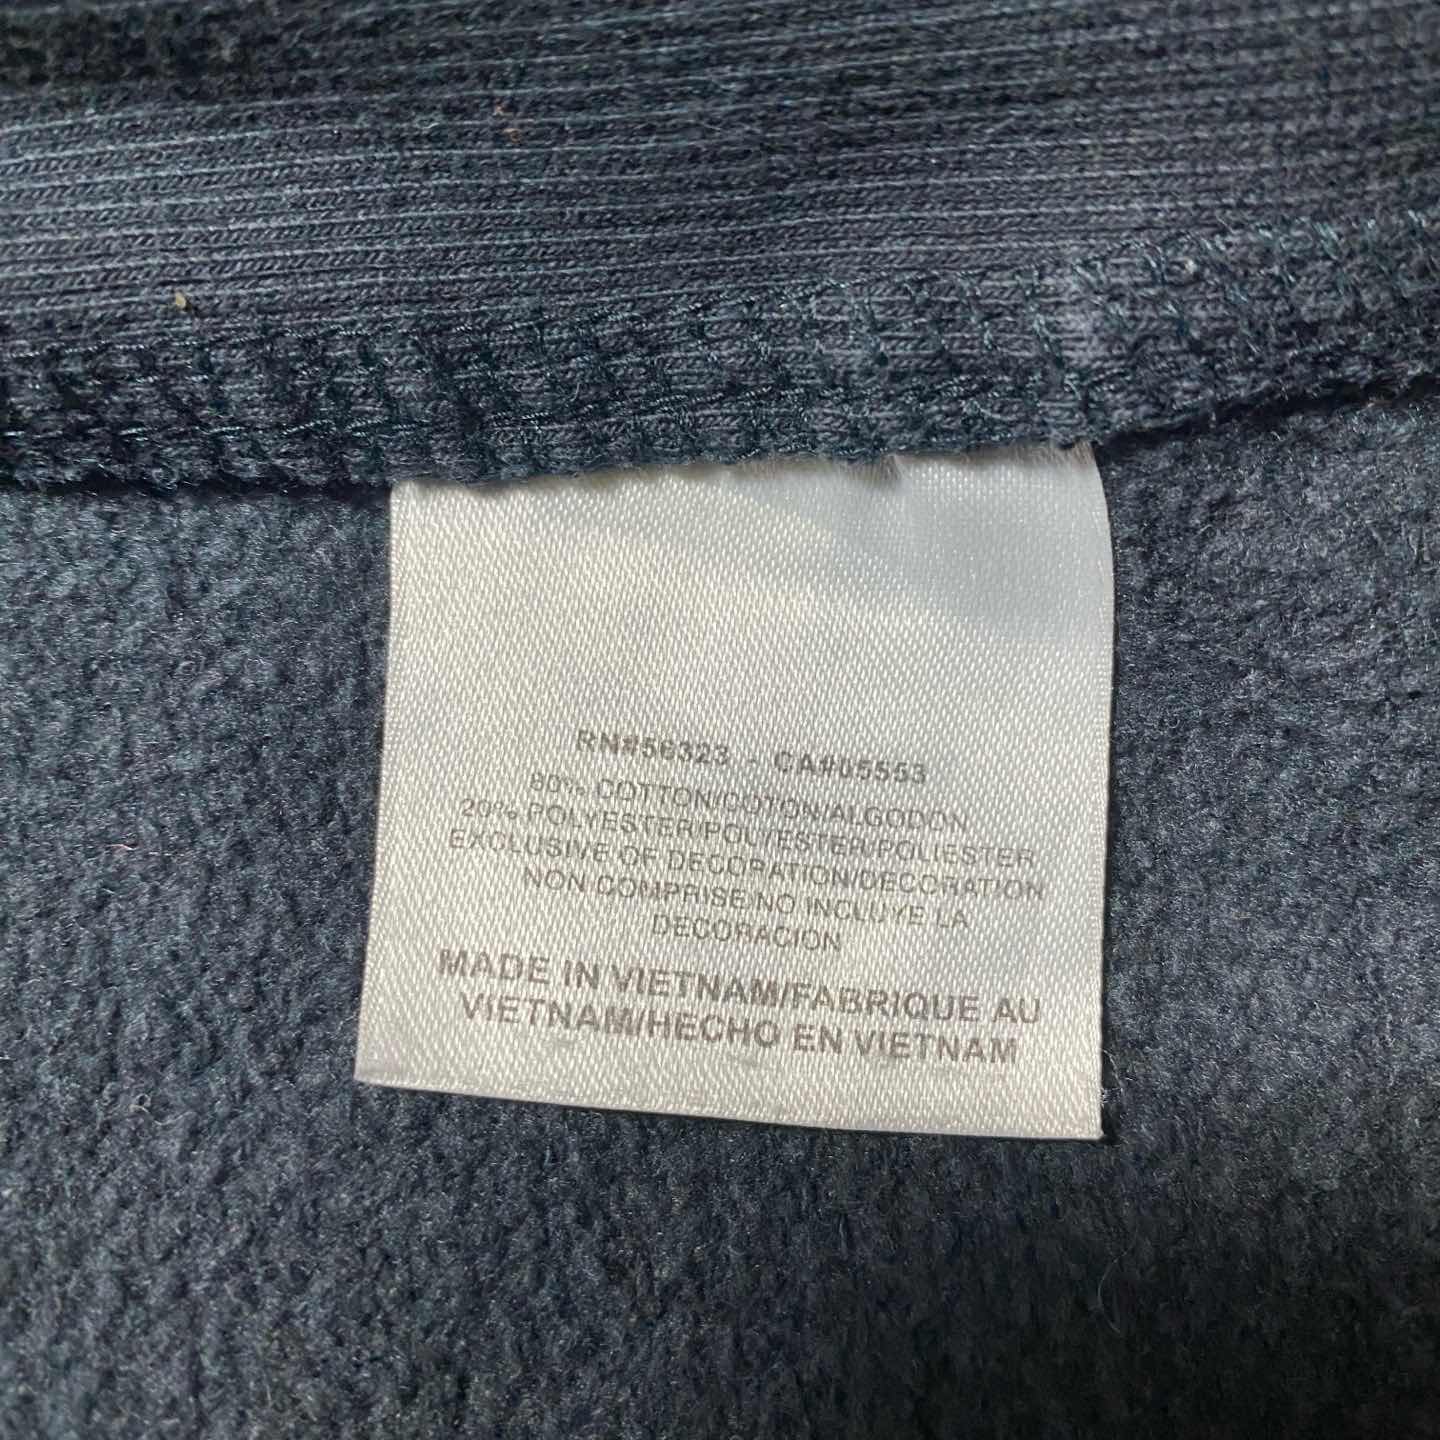 RN#56323 - CA#05553
80% COTTON/COTON/ALGODON
20% POLYESTER/POLYESTER/POLIESTER
EXCLUSIVE OF DECORATION/DECORATION
NON COMPRISE/NO INCLUYE LA
DECORACION
MADE IN VIETNAM/FABRIQUE AU
VIETNAM/HECHO EN VIETNAM